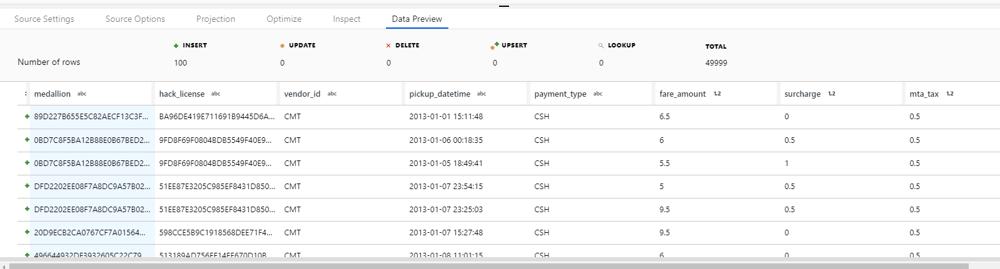 Source Settings Source Options Projection Optimize Inspect Data Preview
INSERT UPDATE DELETE UPSERT LOOKUP TOTAL
Number of rows 100 0 0 0 0 49999
medallion abc hack_license abc vendor_id abc pickup_datetime abc payment_type abc fare_amount 1.2 surcharge 1.2 mta_tax 1.2
89D227B655E5C82AECF13C3F... BA96DE419E711691B9445D6A... CMT 2013-01-01 15:11:48 CSH 6.5 0 0.5
0BD7C8F5BA12B88E0B67BED2... 9FD8F69F0804BDB5549F40E9... CMT 2013-01-06 00:18:35 CSH 6 0.5 0.5
0BD7C8F5BA12B88E0B67BED2... 9FD8F69F0804BDB5549F40E9... CMT 2013-01-05 18:49:41 CSH 5.5 1 0.5
DFD2202EE08F7A8DC9A57B02... 51EE87E3205C985EF8431D850... CMT 2013-01-07 23:54:15 CSH 5 0.5 0.5
DFD2202EE08F7A8DC9A57B02... 51EE87E3205C985EF8431D850... CMT 2013-01-07 23:25:03 CSH 9.5 0.5 0.5
20D9ECB2CA0767CF7A01564... 598CCE5B9C1918568DEE71F4... CMT 2013-01-07 15:27:48 CSH 9.5 0 0.5
496644932DF3932605C22C79 513189AD756FF14FE670D10B CMT 2013-01-08 11:01:15 CSH 6 0 0.5